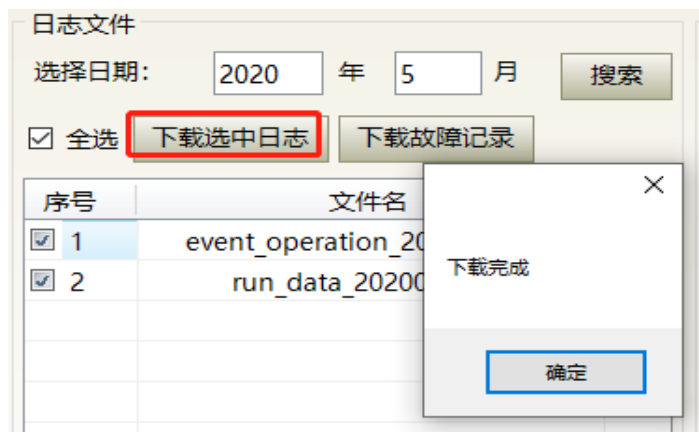 日志文件
选择日期： 2020 年 5 月 搜索
全选 下载选中日志 下载故障记录
序号 文件名
1 event_operation_20
2 run_data_2020
下载完成
确定